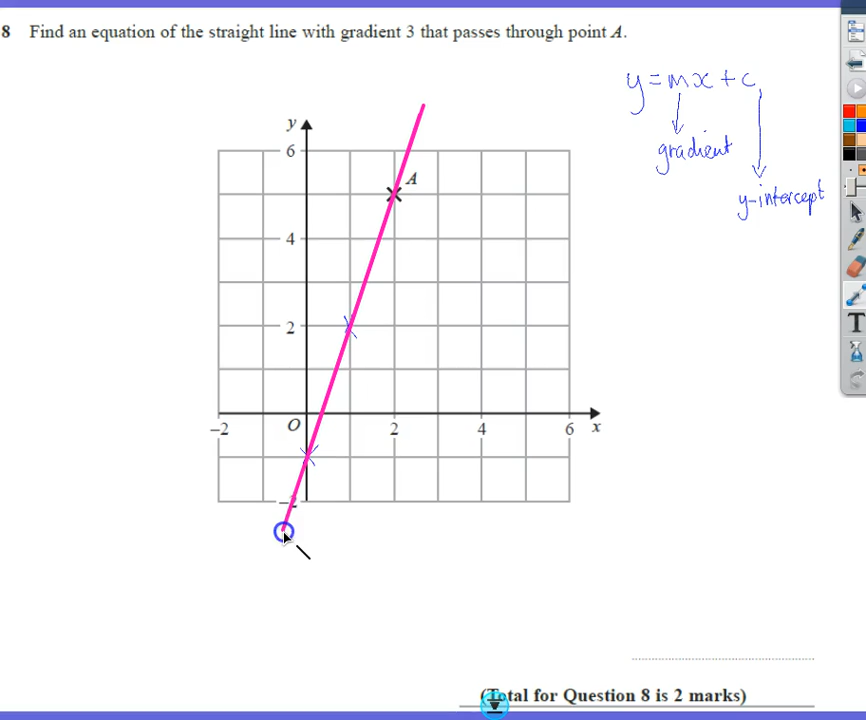 8 Find an equation of the straight line with gradient 3 that passes through point A.
y = mx + c
gradient
y-intercept
y
6
A
4
2
-2 O 2 4 6 x
(Total for Question 8 is 2 marks)
T